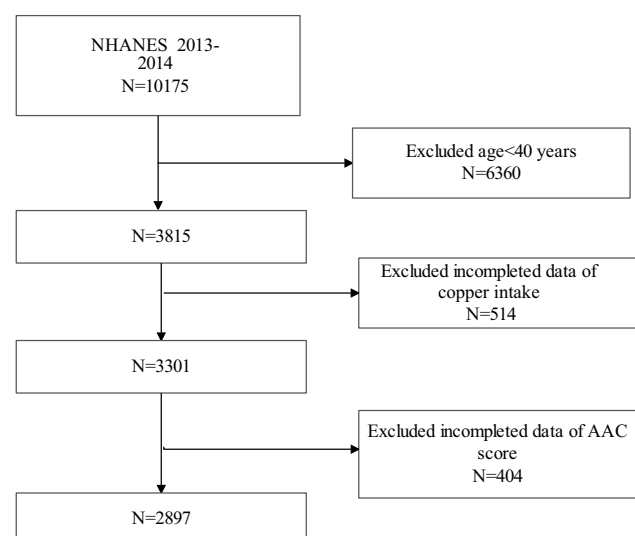 NHANES 2013-
2014
N=10175
Excluded age<40 years
N=6360
N=3815
Excluded incompleted data of
copper intake
N=514
N=3301
Excluded incompleted data of AAC
score
N=404
N=2897